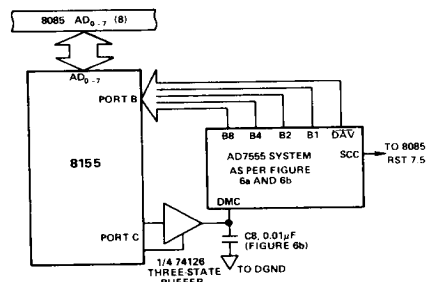 8085 AD0-7 (8)
AD0-7
PORT B
8155
PORT C
B8 B4 B2 B1 DAV
AD7555 SYSTEM
AS PER FIGURE
6a AND 6b
SCC
DMC
TO 8085
RST 7.5
C8, 0.01µF
(FIGURE 6b)
TO DGND
1/4 74126
THREE-STATE
BUFFER